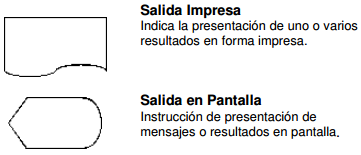 Salida Impresa
Indica la presentación de uno o varios
resultados en forma impresa.
Salida en Pantalla
Instrucción de presentación de
mensajes o resultados en pantalla.